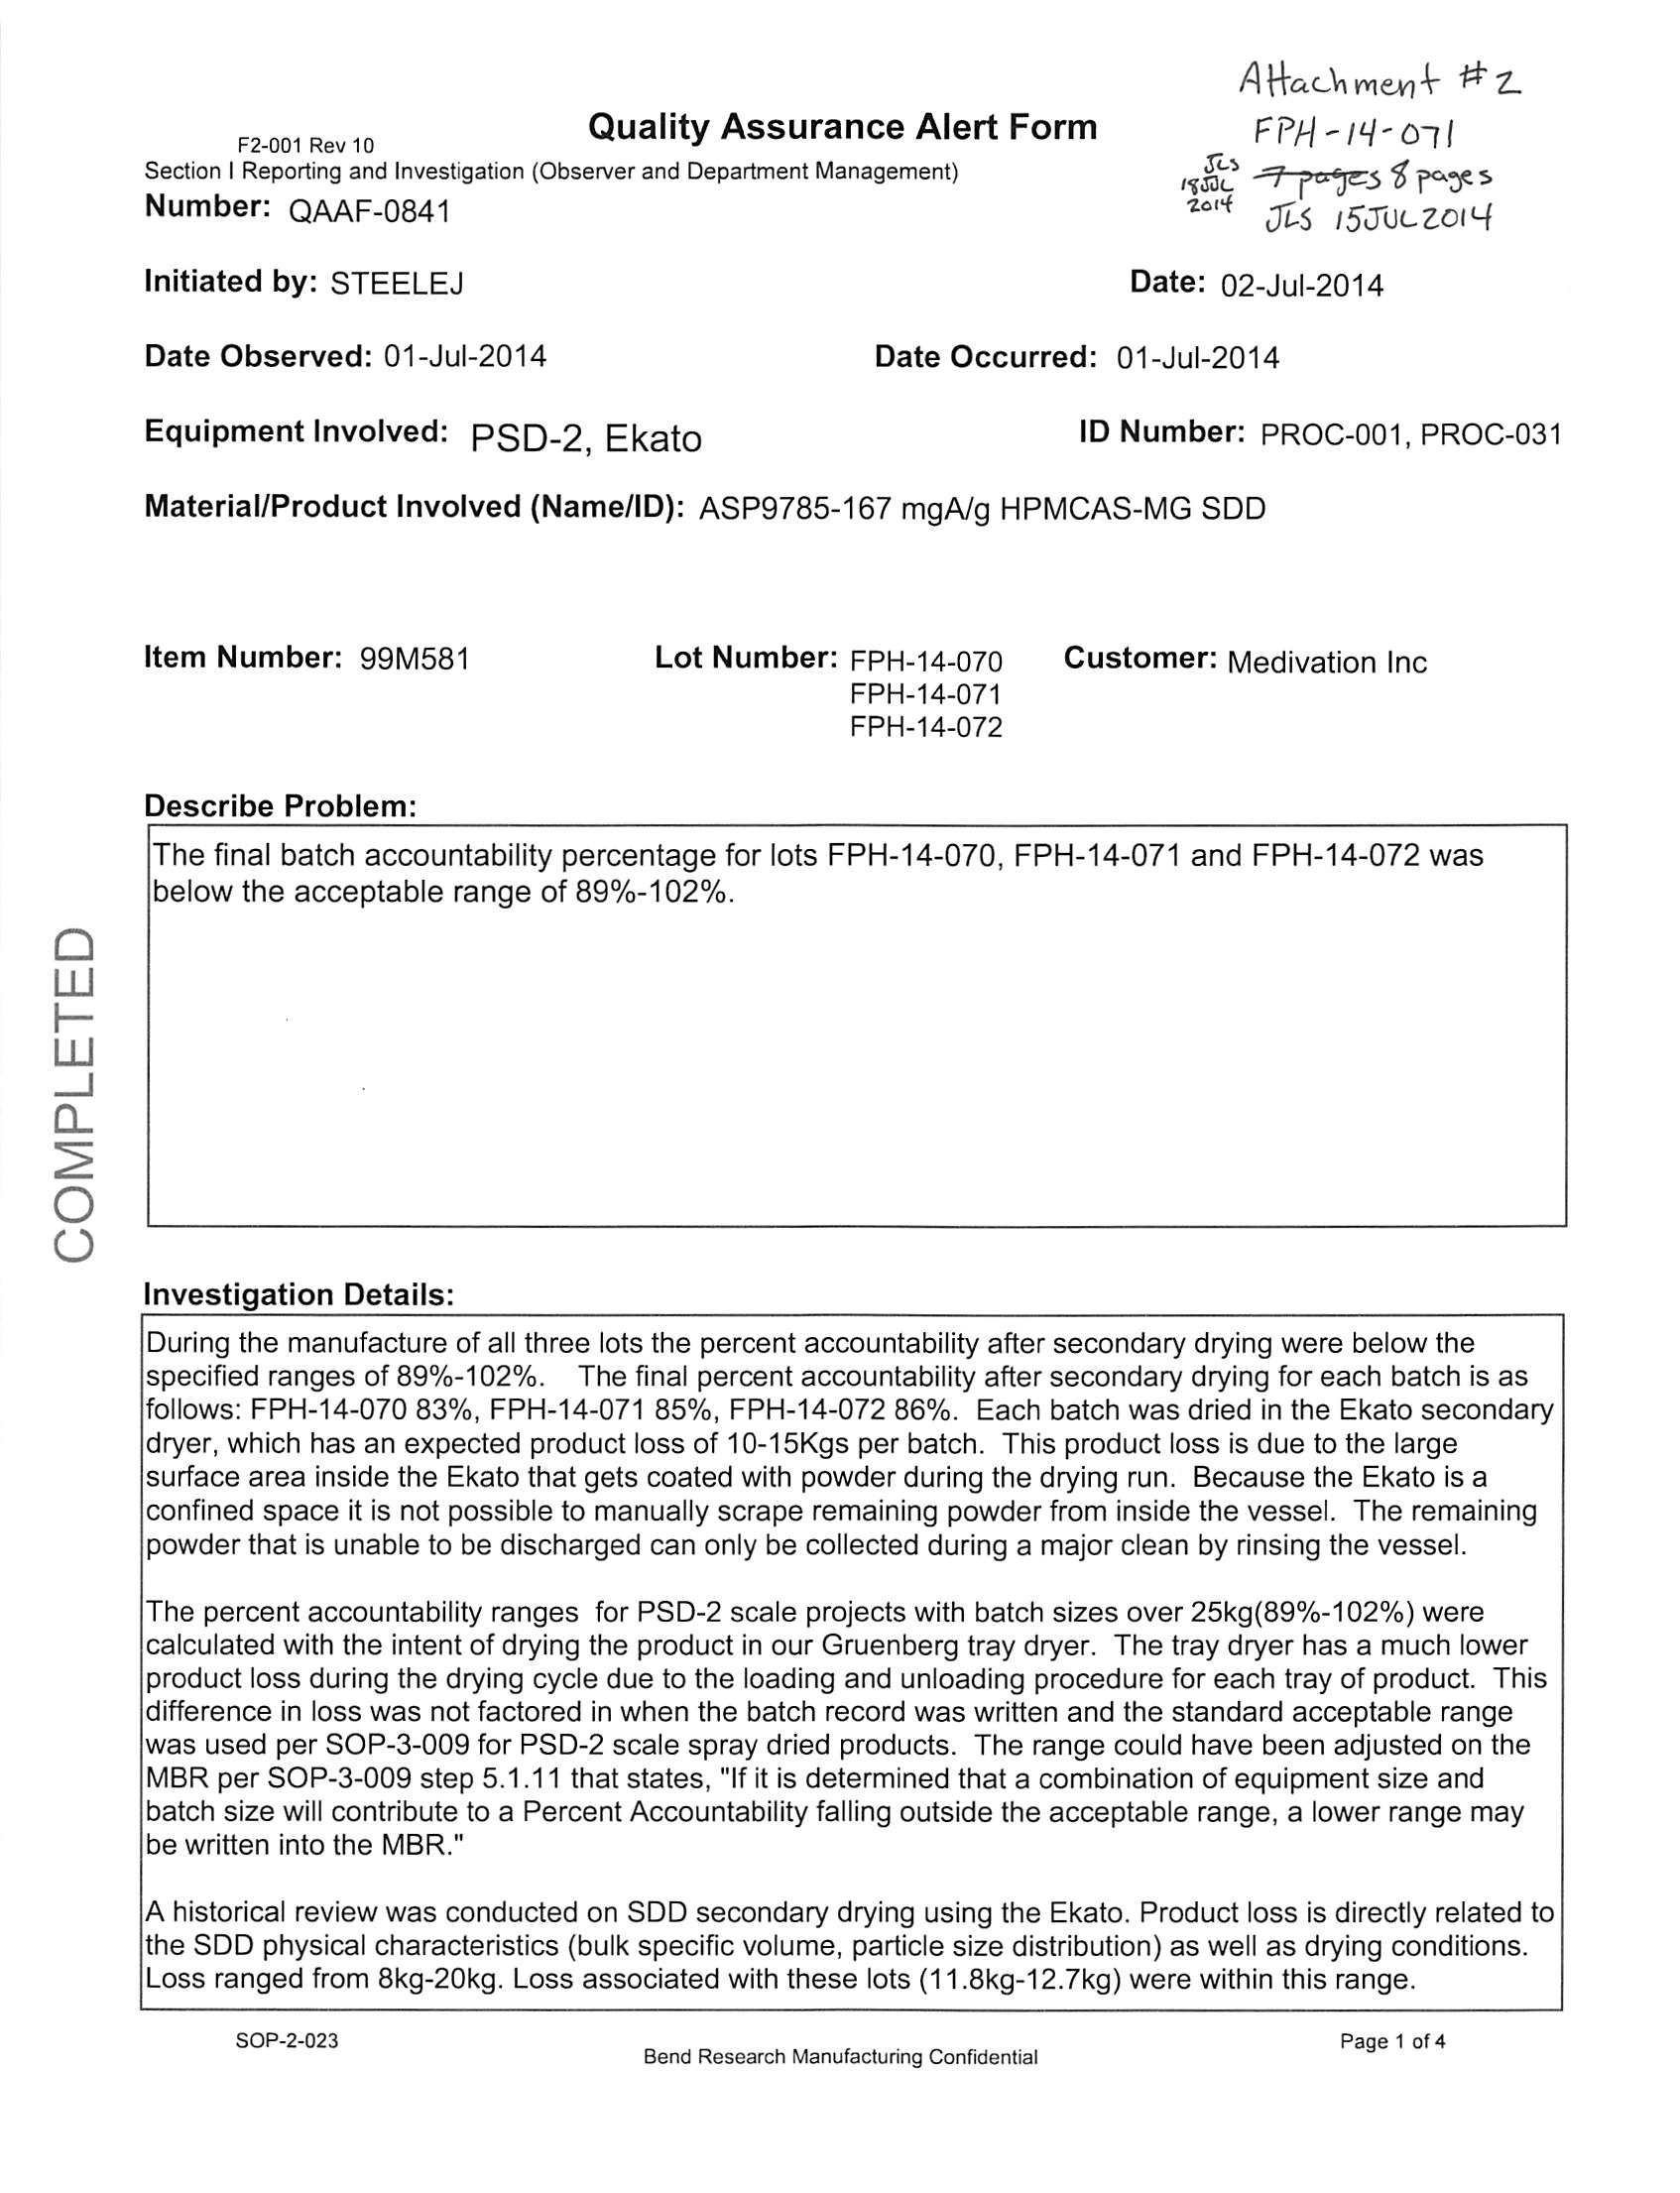 Attachment #2
FPH-14-071
JLS
18JUL
2014
7 pages 8 pages
JLS 15JUL2014
Quality Assurance Alert Form
F2-001 Rev 10
Section I Reporting and Investigation (Observer and Department Management)
Number: QAAF-0841
Initiated by: STEELEJ Date: 02-Jul-2014
Date Observed: 01-Jul-2014 Date Occurred: 01-Jul-2014
Equipment Involved: PSD-2, Ekato ID Number: PROC-001, PROC-031
Material/Product Involved (Name/ID): ASP9785-167 mgA/g HPMCAS-MG SDD
Item Number: 99M581 Lot Number: FPH-14-070 Customer: Medivation Inc
FPH-14-071
FPH-14-072
Describe Problem:
The final batch accountability percentage for lots FPH-14-070, FPH-14-071 and FPH-14-072 was
below the acceptable range of 89%-102%.
COMPLETED
Investigation Details:
During the manufacture of all three lots the percent accountability after secondary drying were below the
specified ranges of 89%-102%. The final percent accountability after secondary drying for each batch is as
follows: FPH-14-070 83%, FPH-14-071 85%, FPH-14-072 86%. Each batch was dried in the Ekato secondary
dryer, which has an expected product loss of 10-15Kgs per batch. This product loss is due to the large
surface area inside the Ekato that gets coated with powder during the drying run. Because the Ekato is a
confined space it is not possible to manually scrape remaining powder from inside the vessel. The remaining
powder that is unable to be discharged can only be collected during a major clean by rinsing the vessel.
The percent accountability ranges for PSD-2 scale projects with batch sizes over 25kg(89%-102%) were
calculated with the intent of drying the product in our Gruenberg tray dryer. The tray dryer has a much lower
product loss during the drying cycle due to the loading and unloading procedure for each tray of product. This
difference in loss was not factored in when the batch record was written and the standard acceptable range
was used per SOP-3-009 for PSD-2 scale spray dried products. The range could have been adjusted on the
MBR per SOP-3-009 step 5.1.11 that states, "If it is determined that a combination of equipment size and
batch size will contribute to a Percent Accountability falling outside the acceptable range, a lower range may
be written into the MBR."
A historical review was conducted on SDD secondary drying using the Ekato. Product loss is directly related to
the SDD physical characteristics (bulk specific volume, particle size distribution) as well as drying conditions.
Loss ranged from 8kg-20kg. Loss associated with these lots (11.8kg-12.7kg) were within this range.
SOP-2-023
Bend Research Manufacturing Confidential
Page 1 of 4